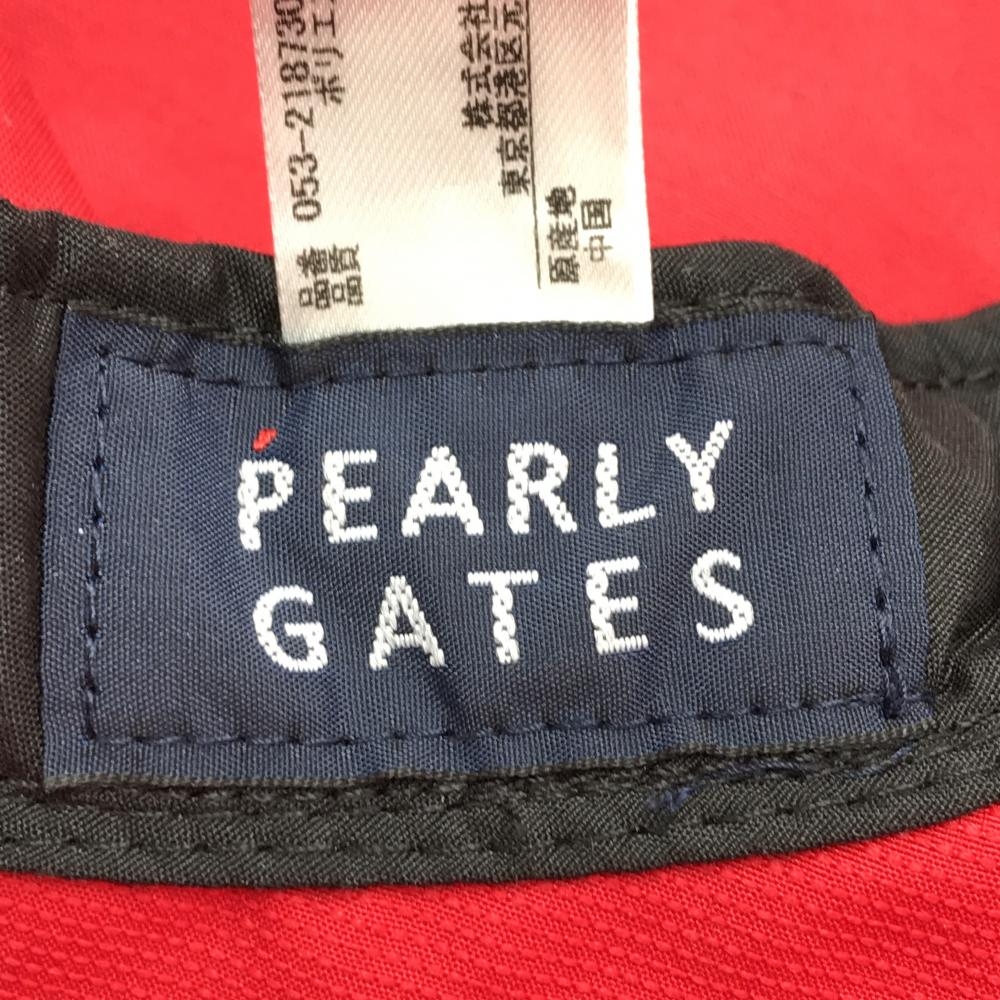 品番 053-218730
品質 ポリエ
株式会社
東京都港区元
原産地
中国
PEARLY
GATES